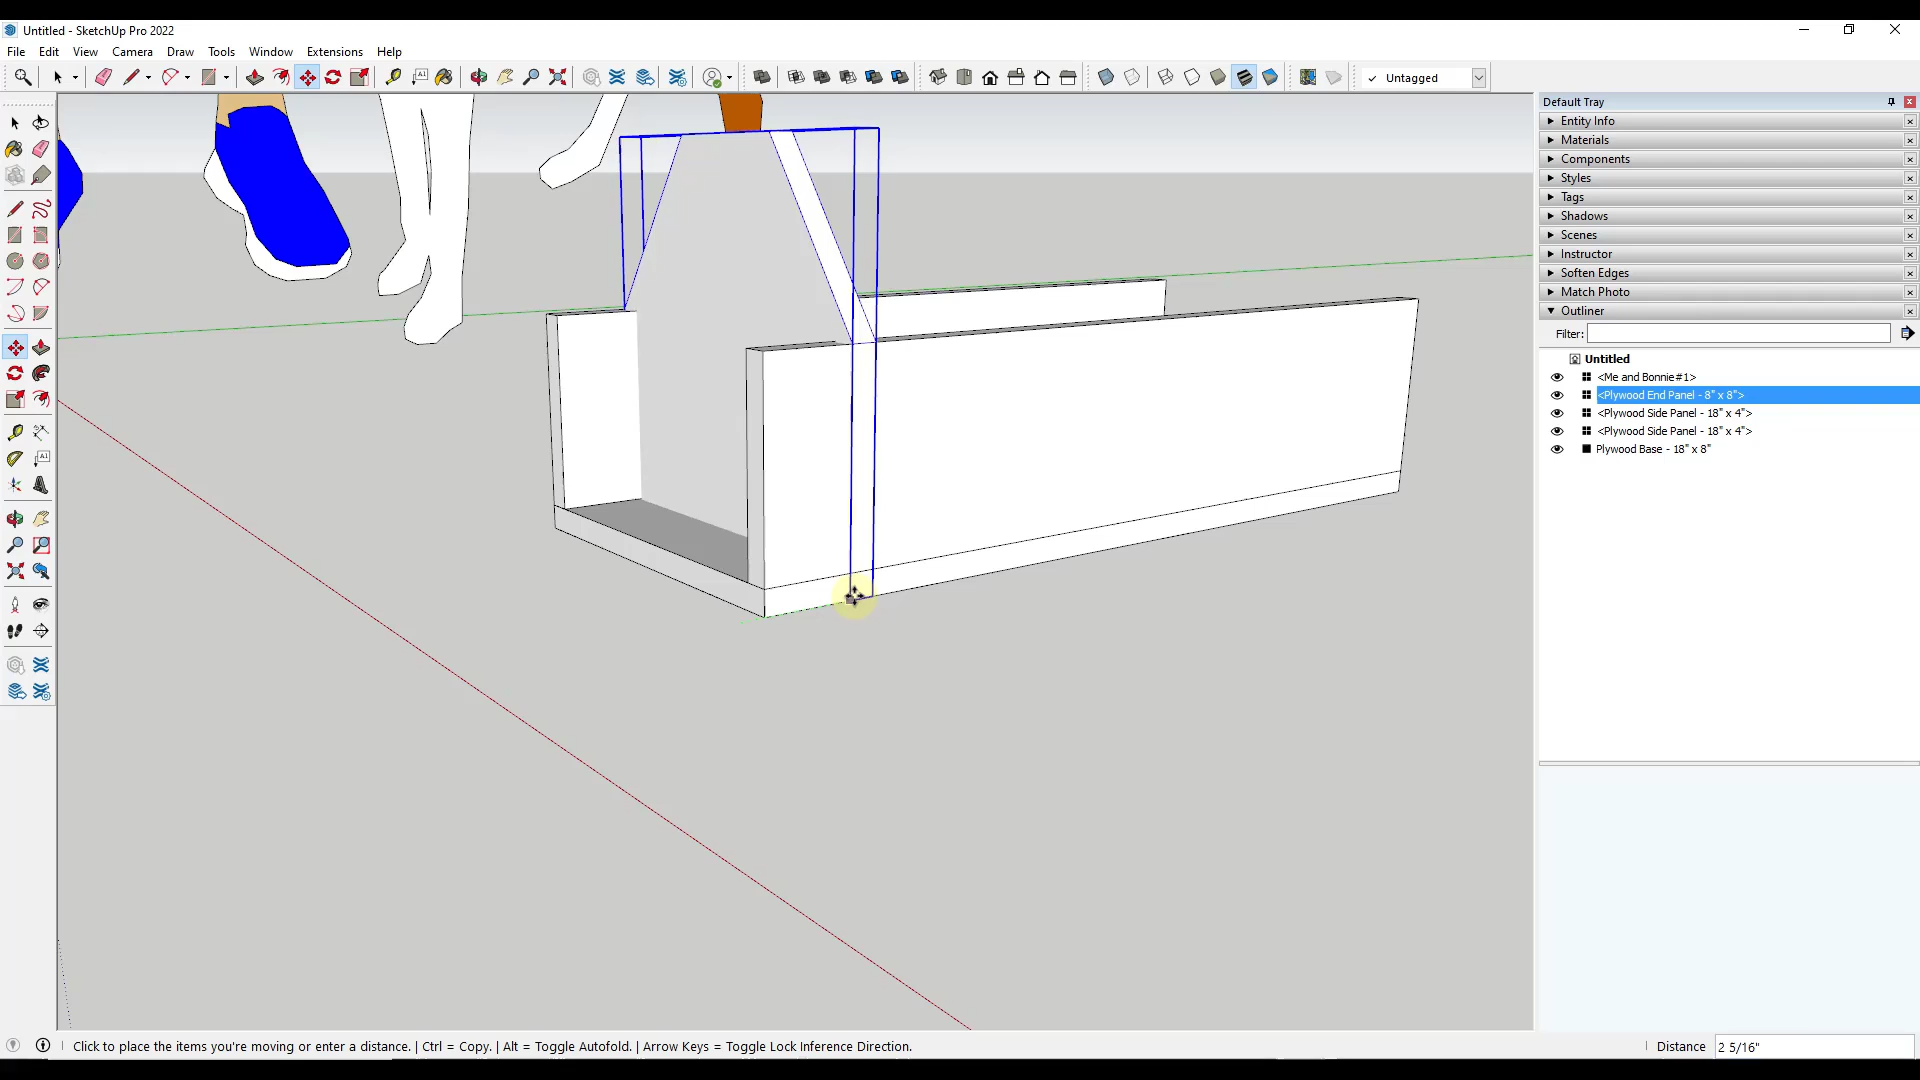 Untitled - SketchUp Pro 2022
File Edit View Camera Draw Tools Window Extensions Help
A1
Untagged
Default Tray
Entity Info
Materials
Components
Styles
Tags
Shadows
Scenes
Instructor
Soften Edges
Match Photo
Outliner
Filter:
Untitled
<Me and Bonnie#1>
<Plywood End Panel - 8" x 8">
<Plywood Side Panel - 18" x 4">
<Plywood Side Panel - 18" x 4">
Plywood Base - 18" x 8"
A1
Click to place the items you're moving or enter a distance. | Ctrl = Copy. | Alt = Toggle Autofold. | Arrow Keys = Toggle Lock Inference Direction.
Distance 2 5/16"